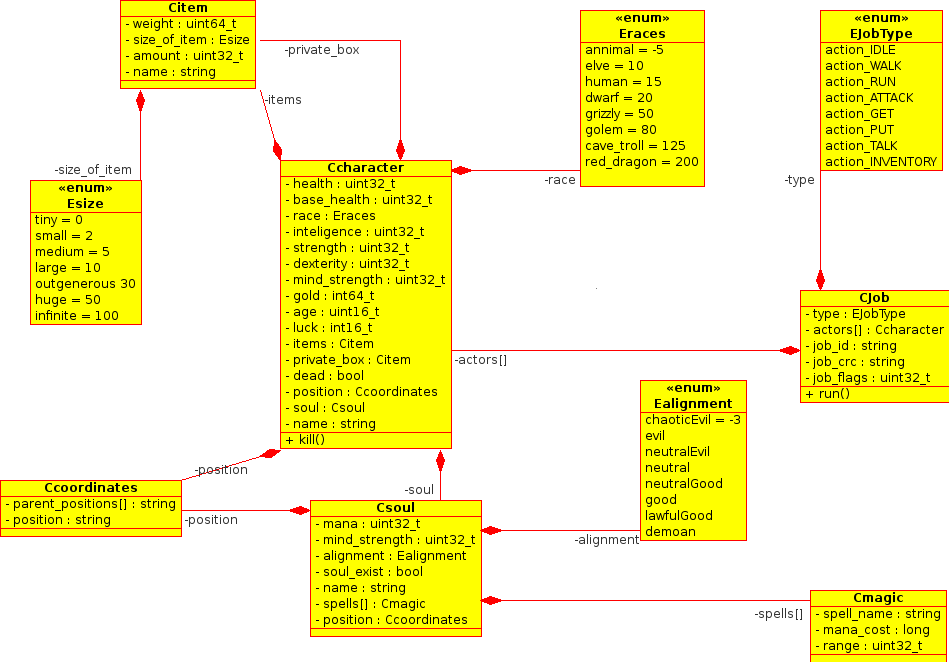 Citem
- weight : uint64_t
- size_of_item : Esize
- amount : uint32_t
- name : string
-private_box
-items
-size_of_item
«enum»
Esize
tiny = 0
small = 2
medium = 5
large = 10
outgenerous 30
huge = 50
infinite = 100
«enum»
Eraces
annimal = -5
elve = 10
human = 15
dwarf = 20
grizzly = 50
golem = 80
cave_troll = 125
red_dragon = 200
-race
«enum»
EJobType
action_IDLE
action_WALK
action_RUN
action_ATTACK
action_GET
action_PUT
action_TALK
action_INVENTORY
-type
Ccharacter
- health : uint32_t
- base_health : uint32_t
- race : Eraces
- inteligence : uint32_t
- strength : uint32_t
- dexterity : uint32_t
- mind_strength : uint32_t
- gold : int64_t
- age : uint16_t
- luck : int16_t
- items : Citem
- private_box : Citem
- dead : bool
- position : Ccoordinates
- soul : Csoul
- name : string
+ kill()
CJob
- type : EJobType
- actors[] : Ccharacter
- job_id : string
- job_crc : string
- job_flags : uint32_t
+ run()
-actors[]
«enum»
Ealignment
chaoticEvil = -3
evil
neutralEvil
neutral
neutralGood
good
lawfulGood
demoan
-alignment
-position
Ccoordinates
- parent_positions[] : string
- position : string
-position
-soul
Csoul
- mana : uint32_t
- mind_strength : uint32_t
- alignment : Ealignment
- soul_exist : bool
- name : string
- spells[] : Cmagic
- position : Ccoordinates
-spells[]
Cmagic
- spell_name : string
- mana_cost : long
- range : uint32_t